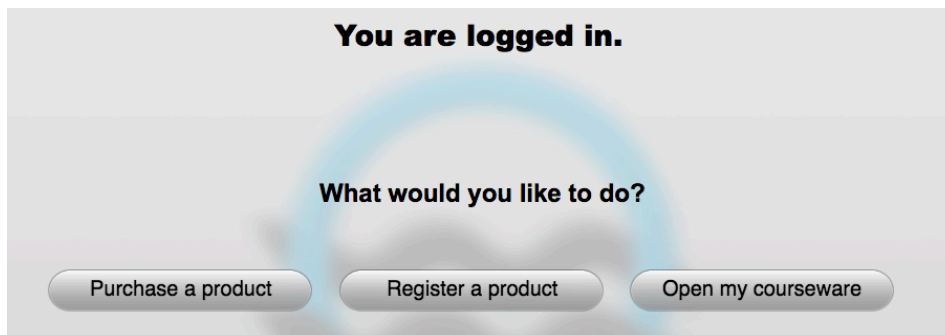 You are logged in.
What would you like to do?
Purchase a product
Register a product
Open my courseware